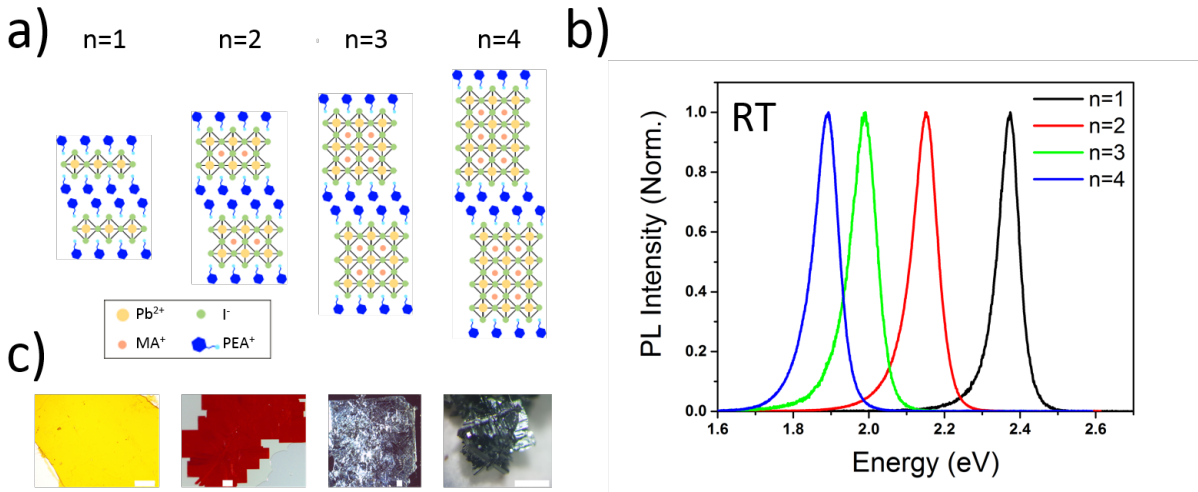 a)
n=1 n=2 n=3 n=4
Pb²⁺ I⁻
MA⁺ PEA⁺
c)
b)
RT
n=1
n=2
n=3
n=4
PL Intensity (Norm.)
1.0
0.8
0.6
0.4
0.2
0.0
1.6 1.8 2.0 2.2 2.4 2.6
Energy (eV)